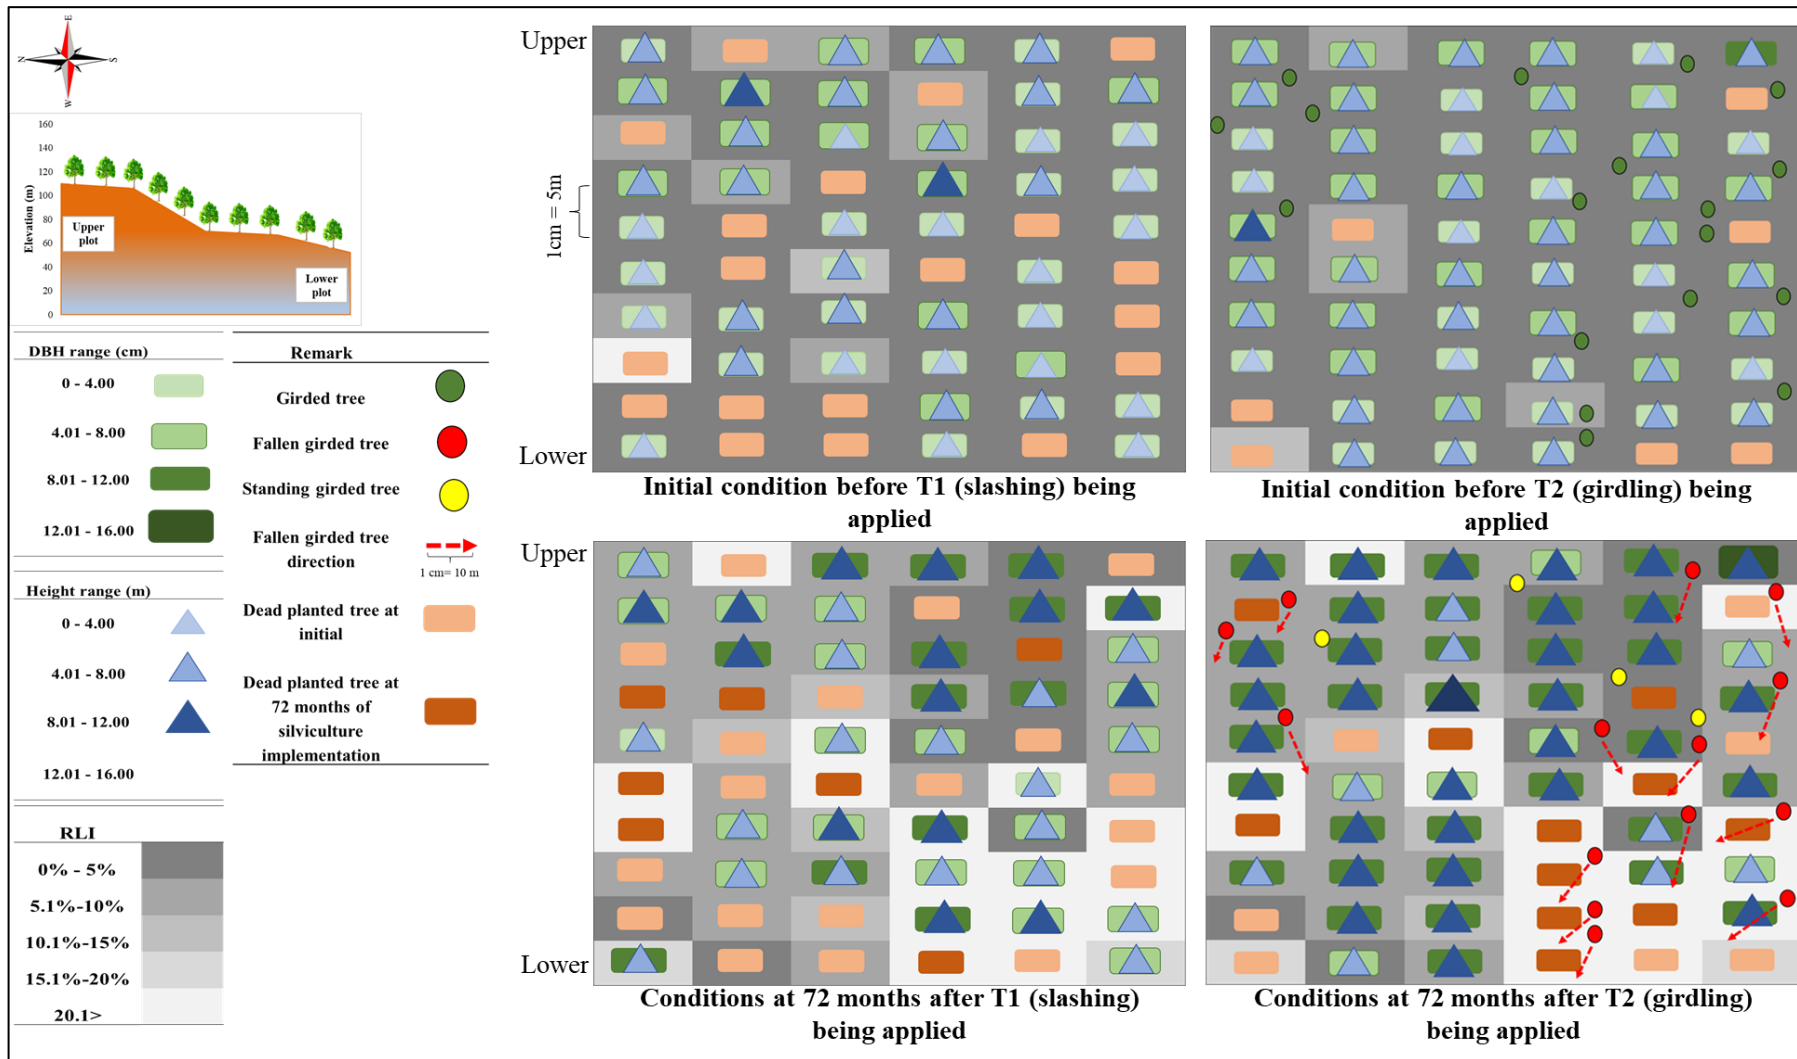 E
N
S
W
160
140
120
100
80
60
40
20
0
Elevation (m)
Upper
plot
Lower
plot
DBH range (cm)
0 - 4.00
4.01 - 8.00
8.01 - 12.00
12.01 - 16.00
Height range (m)
0 - 4.00
4.01 - 8.00
8.01 - 12.00
12.01 - 16.00
RLI
0% - 5%
5.1%-10%
10.1%-15%
15.1%-20%
20.1>
Remark
Girded tree
Fallen girded tree
Standing girded tree
Fallen girded tree
direction
1 cm= 10 m
Dead planted tree at
initial
Dead planted tree at
72 months of
silviculture
implementation
Upper
1cm = 5m
Lower
Initial condition before T1 (slashing) being
applied
Initial condition before T2 (girdling) being
applied
Upper
Lower
Conditions at 72 months after T1 (slashing)
being applied
Conditions at 72 months after T2 (girdling)
being applied